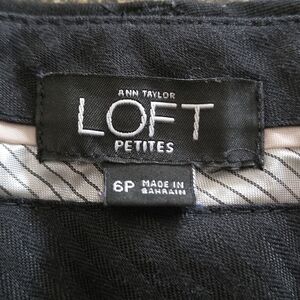 ANN TAYLOR
LOFT
PETITES
6P MADE IN
BAHRAIN